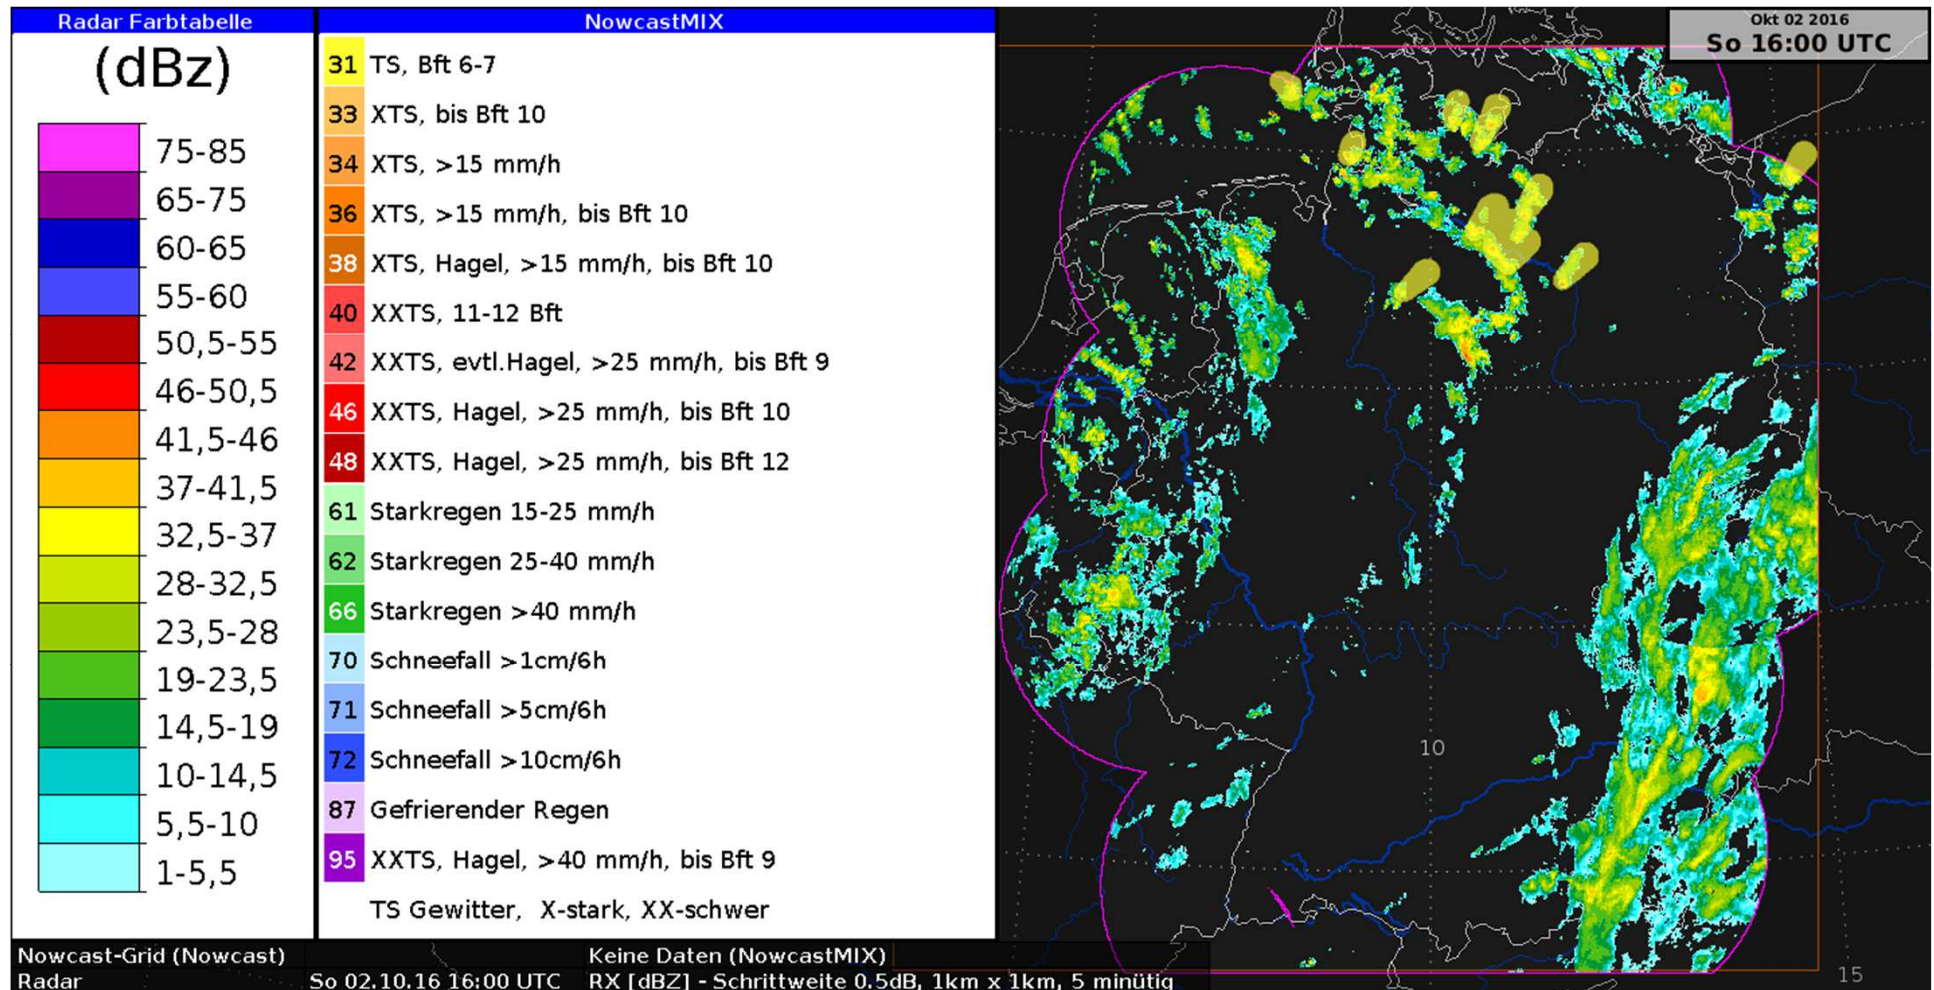 Radar Farbtabelle
(dBz)
75-85
65-75
60-65
55-60
50,5-55
46-50,5
41,5-46
37-41,5
32,5-37
28-32,5
23,5-28
19-23,5
14,5-19
10-14,5
5,5-10
1-5,5
NowcastMIX
31 TS, Bft 6-7
33 XTS, bis Bft 10
34 XTS, >15 mm/h
36 XTS, >15 mm/h, bis Bft 10
38 XTS, Hagel, >15 mm/h, bis Bft 10
40 XXTS, 11-12 Bft
42 XXTS, evtl.Hagel, >25 mm/h, bis Bft 9
46 XXTS, Hagel, >25 mm/h, bis Bft 10
48 XXTS, Hagel, >25 mm/h, bis Bft 12
61 Starkregen 15-25 mm/h
62 Starkregen 25-40 mm/h
66 Starkregen >40 mm/h
70 Schneefall >1cm/6h
71 Schneefall >5cm/6h
72 Schneefall >10cm/6h
87 Gefrierender Regen
95 XXTS, Hagel, >40 mm/h, bis Bft 9
TS Gewitter, X-stark, XX-schwer
Okt 02 2016
So 16:00 UTC
10
15
Nowcast-Grid (Nowcast) Keine Daten (NowcastMIX)
Radar So 02.10.16 16:00 UTC RX [dBZ] - Schrittweite 0.5dB, 1km x 1km, 5 minütig